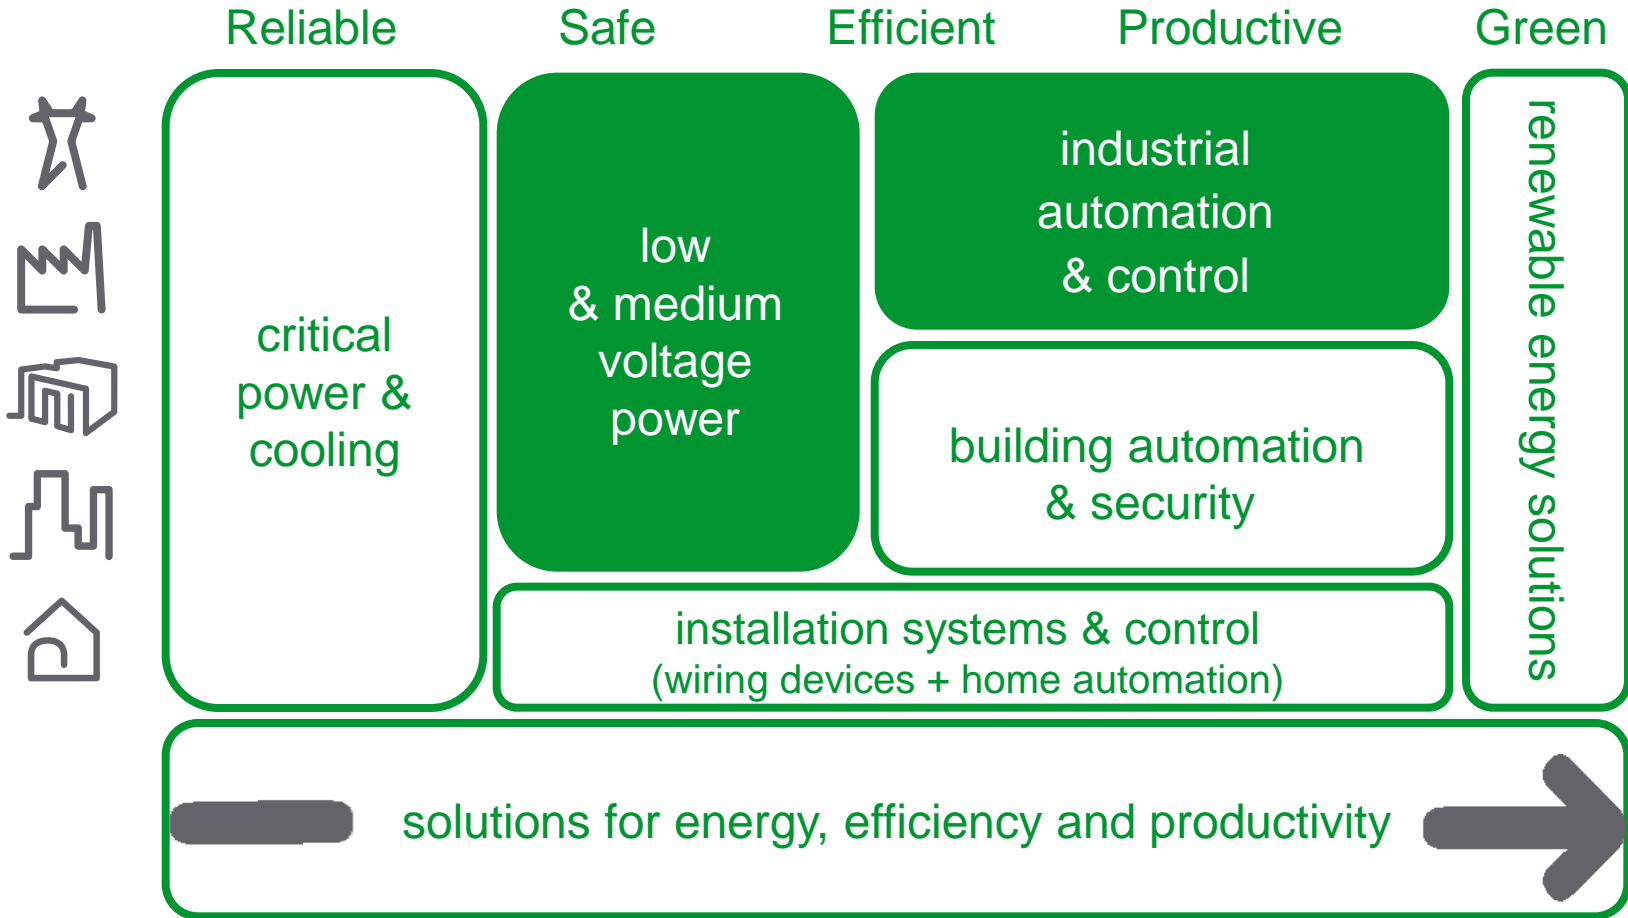 Reliable Safe Efficient Productive Green
critical
power &
cooling
low
& medium
voltage
power
industrial
automation
& control
building automation
& security
installation systems & control
(wiring devices + home automation)
renewable energy solutions
solutions for energy, efficiency and productivity